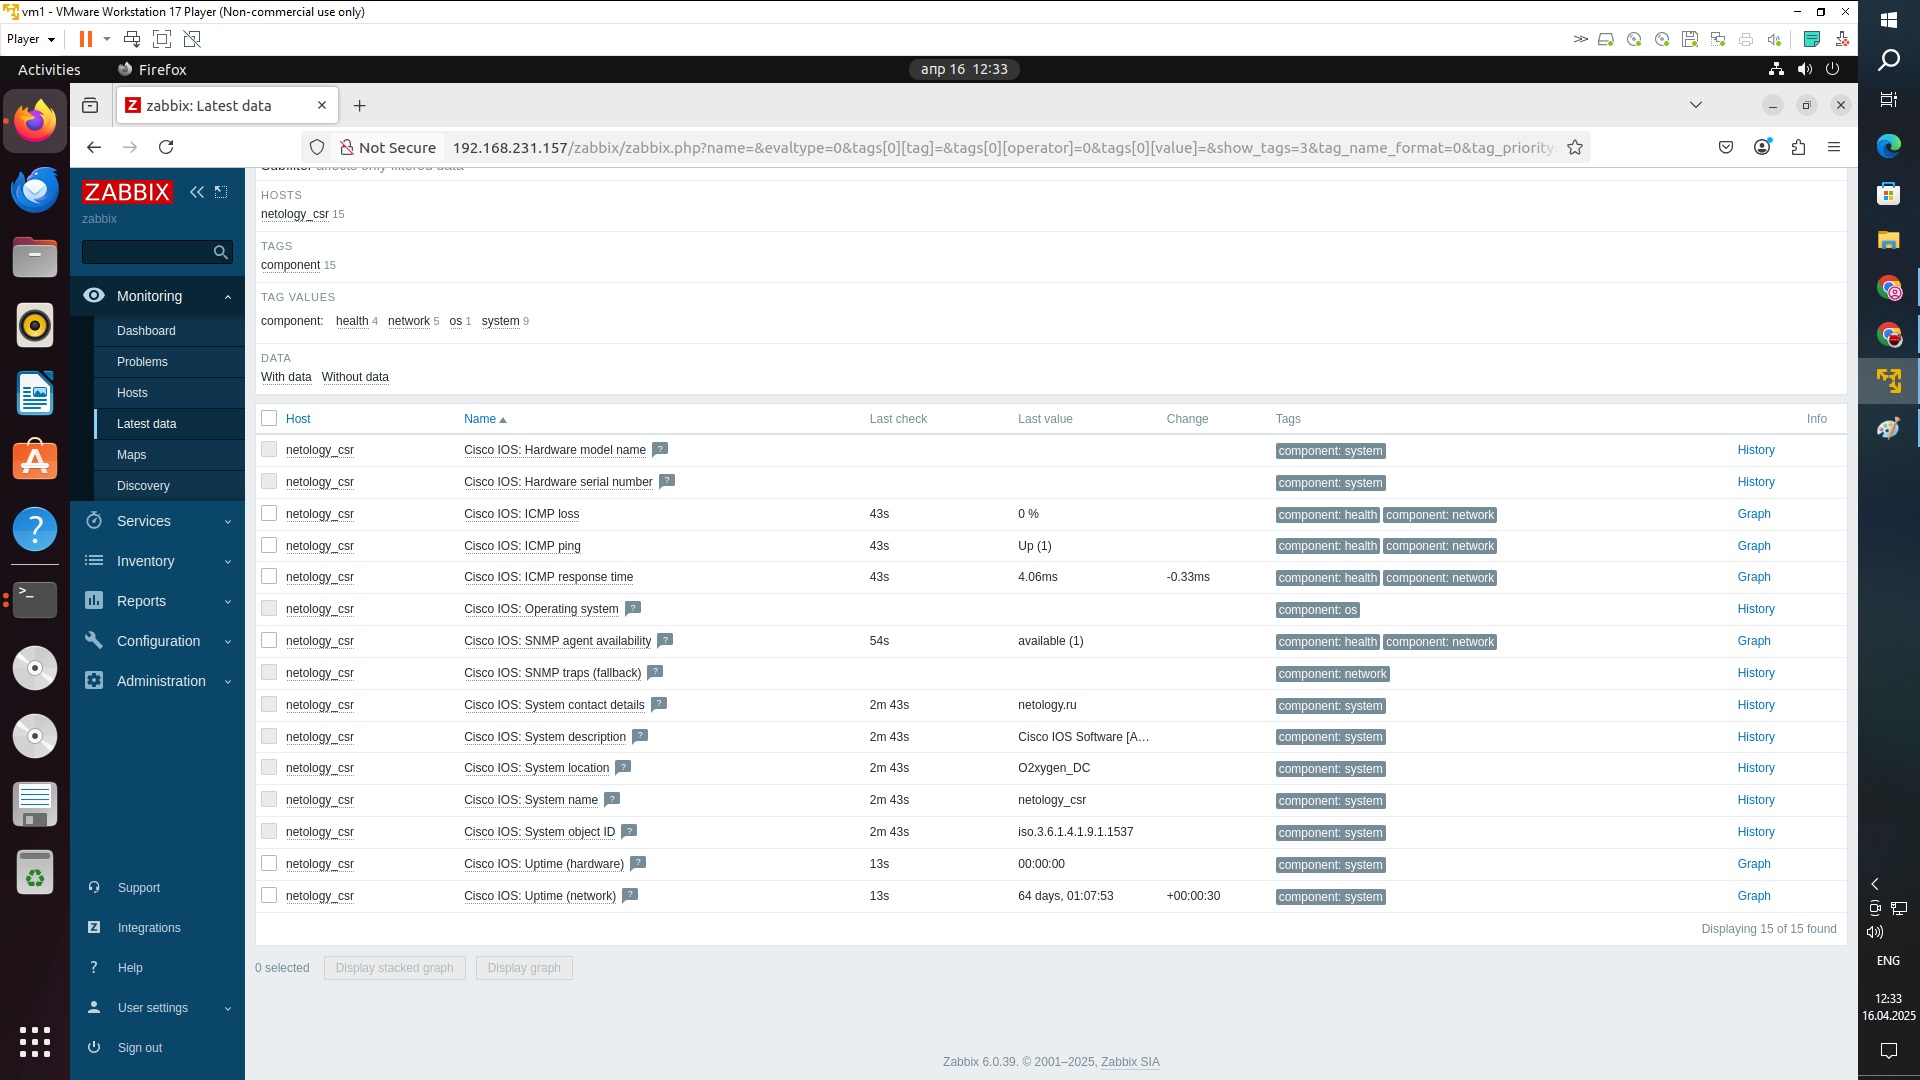 vm1 - VMware Workstation 17 Player (Non-commercial use only)
Player
Activities Firefox апр 16 12:33
zabbix: Latest data
Not Secure 192.168.231.157/zabbix/zabbix.php?name=&evaltype=0&tags[0][tag]=&tags[0][operator]=0&tags[0][value]=&show_tags=3&tag_name_format=0&tag_priority
ZABBIX
zabbix
Monitoring
Dashboard
Problems
Hosts
Latest data
Maps
Discovery
Services
Inventory
Reports
Configuration
Administration
Support
Integrations
Help
User settings
Sign out
Subfilter affects only filtered data
HOSTS
netology_csr 15
TAGS
component 15
TAG VALUES
component: health 4 network 5 os 1 system 9
DATA
With data Without data
Host Name Last check Last value Change Tags Info
netology_csr Cisco IOS: Hardware model name ? component: system History
netology_csr Cisco IOS: Hardware serial number ? component: system History
netology_csr Cisco IOS: ICMP loss 43s 0 % component: health component: network Graph
netology_csr Cisco IOS: ICMP ping 43s Up (1) component: health component: network Graph
netology_csr Cisco IOS: ICMP response time 43s 4.06ms -0.33ms component: health component: network Graph
netology_csr Cisco IOS: Operating system ? component: os History
netology_csr Cisco IOS: SNMP agent availability ? 54s available (1) component: health component: network Graph
netology_csr Cisco IOS: SNMP traps (fallback) ? component: network History
netology_csr Cisco IOS: System contact details ? 2m 43s netology.ru component: system History
netology_csr Cisco IOS: System description ? 2m 43s Cisco IOS Software [A... component: system History
netology_csr Cisco IOS: System location ? 2m 43s O2xygen_DC component: system History
netology_csr Cisco IOS: System name ? 2m 43s netology_csr component: system History
netology_csr Cisco IOS: System object ID ? 2m 43s iso.3.6.1.4.1.9.1.1537 component: system History
netology_csr Cisco IOS: Uptime (hardware) ? 13s 00:00:00 component: system Graph
netology_csr Cisco IOS: Uptime (network) ? 13s 64 days, 01:07:53 +00:00:30 component: system Graph
Displaying 15 of 15 found
0 selected Display stacked graph Display graph
Zabbix 6.0.39. © 2001–2025, Zabbix SIA
ENG
12:33
16.04.2025